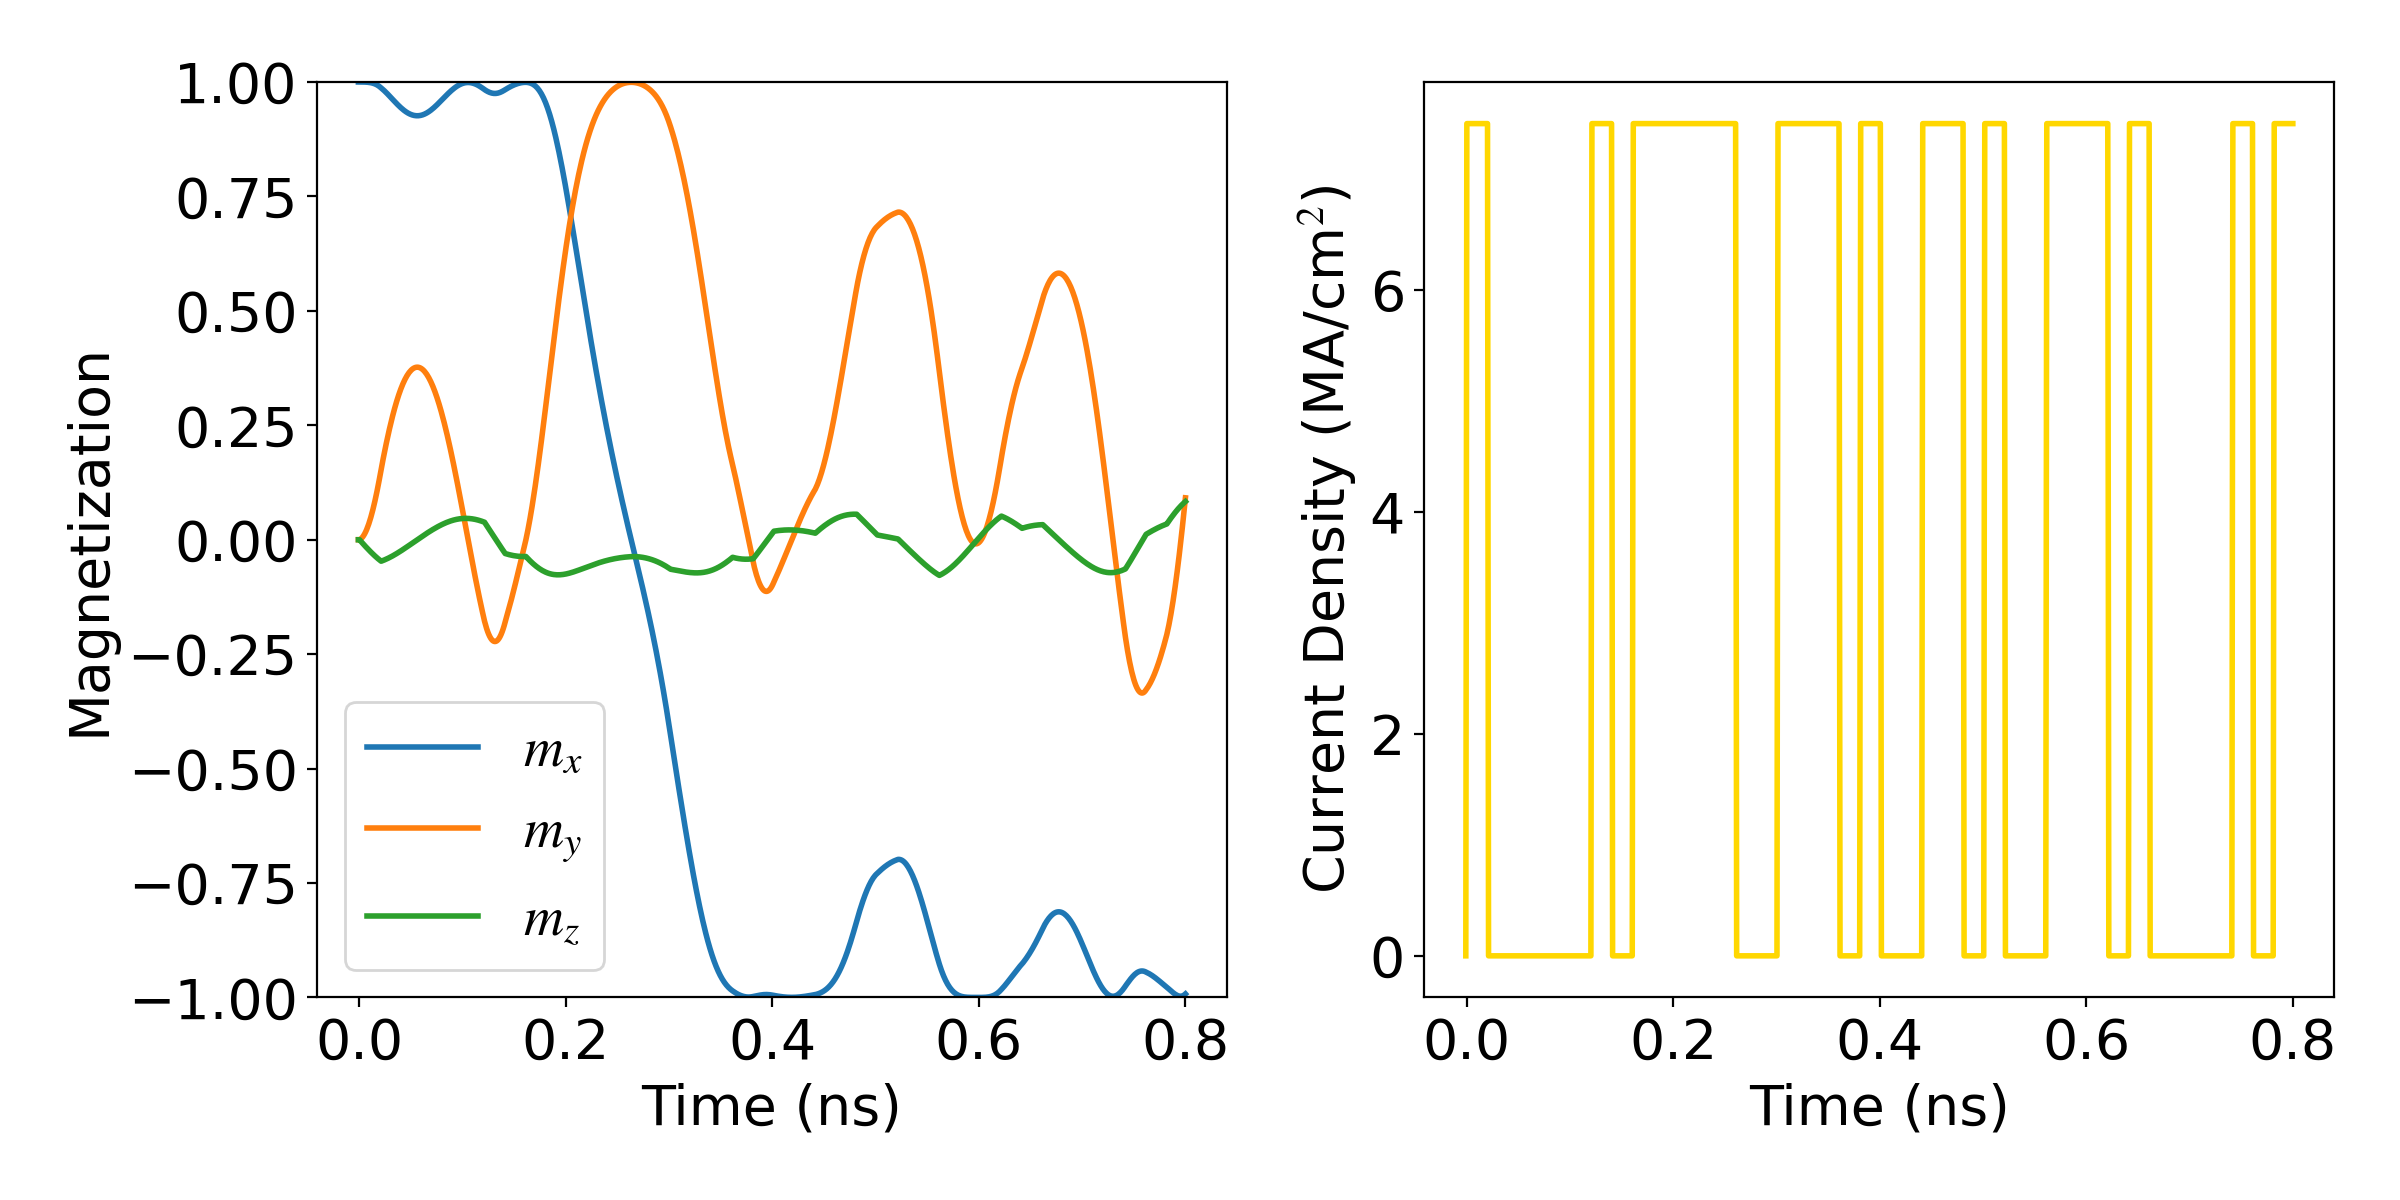 1.00
0.75
0.50
0.25
0.00
−0.25
−0.50
−0.75
−1.00
Magnetization
m_x
m_y
m_z
0.0 0.2 0.4 0.6 0.8
Time (ns)
6
4
2
0
Current Density (MA/cm²)
0.0 0.2 0.4 0.6 0.8
Time (ns)